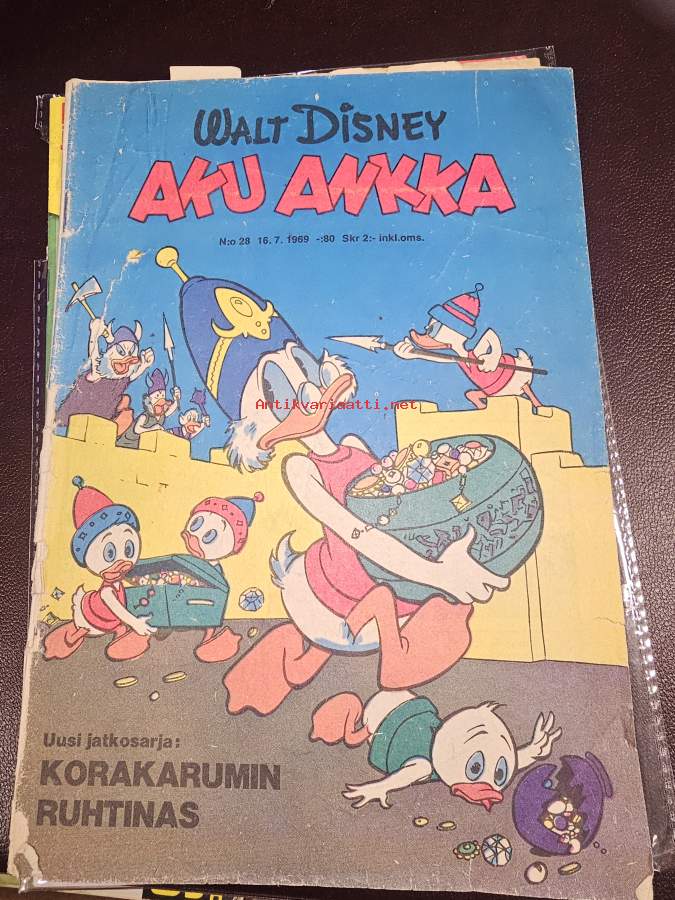 WALT DISNEY
AKU ANKKA
N:o 28 16. 7. 1969 -:80 Skr 2:- inkl.oms.
Antikvariaatti.net
Uusi jatkosarja:
KORAKARUMIN
RUHTINAS